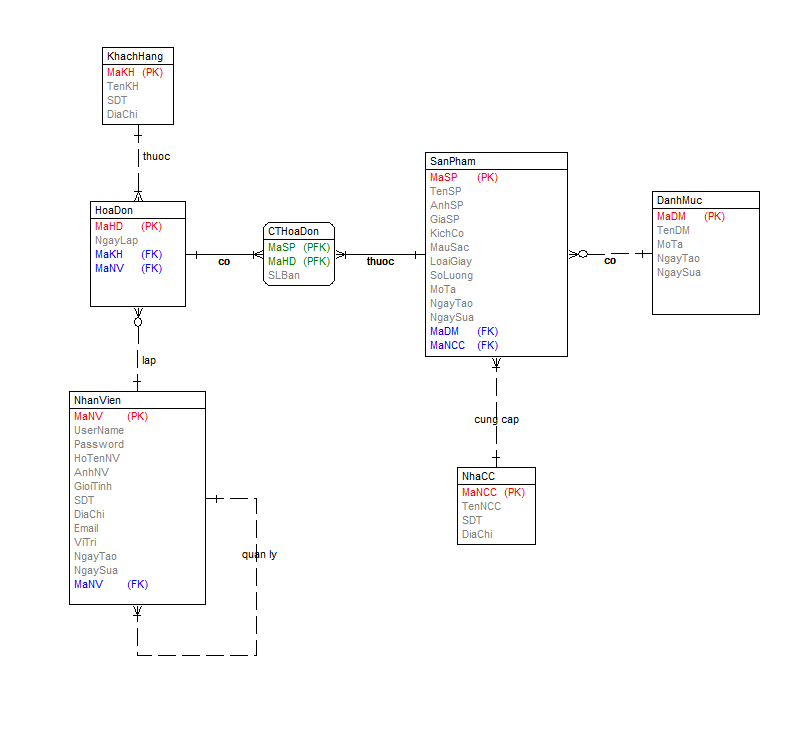 KhachHang
MaKH (PK)
TenKH
SDT
DiaChi
thuoc
HoaDon
MaHD (PK)
NgayLap
MaKH (FK)
MaNV (FK)
co
CTHoaDon
MaSP (PFK)
MaHD (PFK)
SLBan
thuoc
SanPham
MaSP (PK)
TenSP
AnhSP
GiaSP
KichCo
MauSac
LoaiGiay
SoLuong
MoTa
NgayTao
NgaySua
MaDM (FK)
MaNCC (FK)
co
DanhMuc
MaDM (PK)
TenDM
MoTa
NgayTao
NgaySua
lap
NhanVien
MaNV (PK)
UserName
Password
HoTenNV
AnhNV
GioiTinh
SDT
DiaChi
Email
ViTri
NgayTao
NgaySua
MaNV (FK)
quan ly
cung cap
NhaCC
MaNCC (PK)
TenNCC
SDT
DiaChi